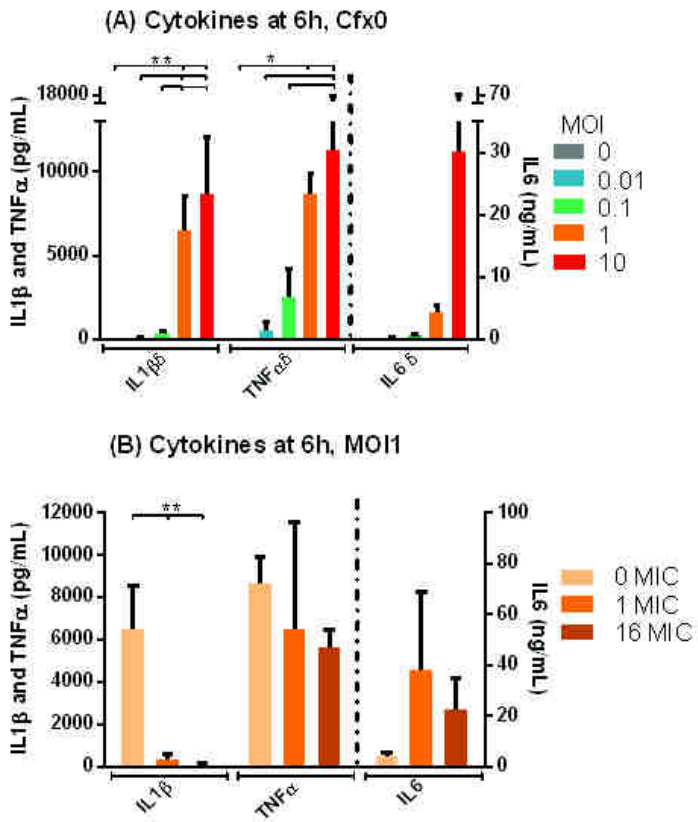 (A) Cytokines at 6h, Cfx0
** *
18000 70
10000 30
20
5000 10
0 0
IL1β and TNFα (pg/mL)
IL6 (ng/mL)
IL1βδ TNFαδ IL6 δ
MOI
0
0.01
0.1
1
10
(B) Cytokines at 6h, MOI1
**
12000 100
10000 80
8000 60
6000
4000 40
2000 20
0 0
IL1β and TNFα (pg/mL)
IL6 (ng/mL)
IL1β TNFα IL6
0 MIC
1 MIC
16 MIC